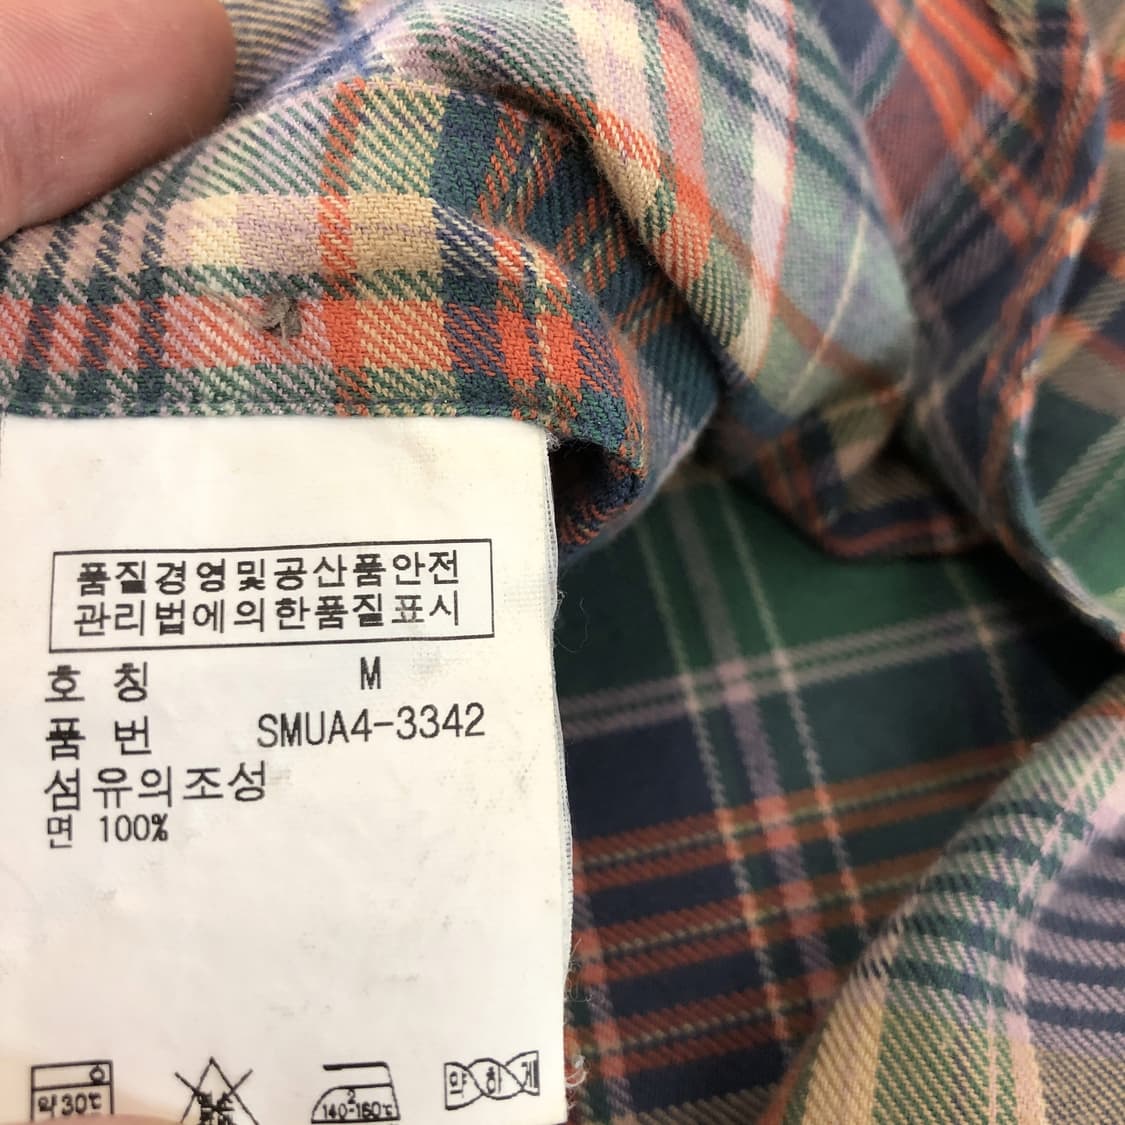 품질경영및공산품안전
관리법에의한품질표시
호 칭 M
품 번 SMUA4-3342
섬유의조성
면 100%
약30℃
2
140-160℃
약하게